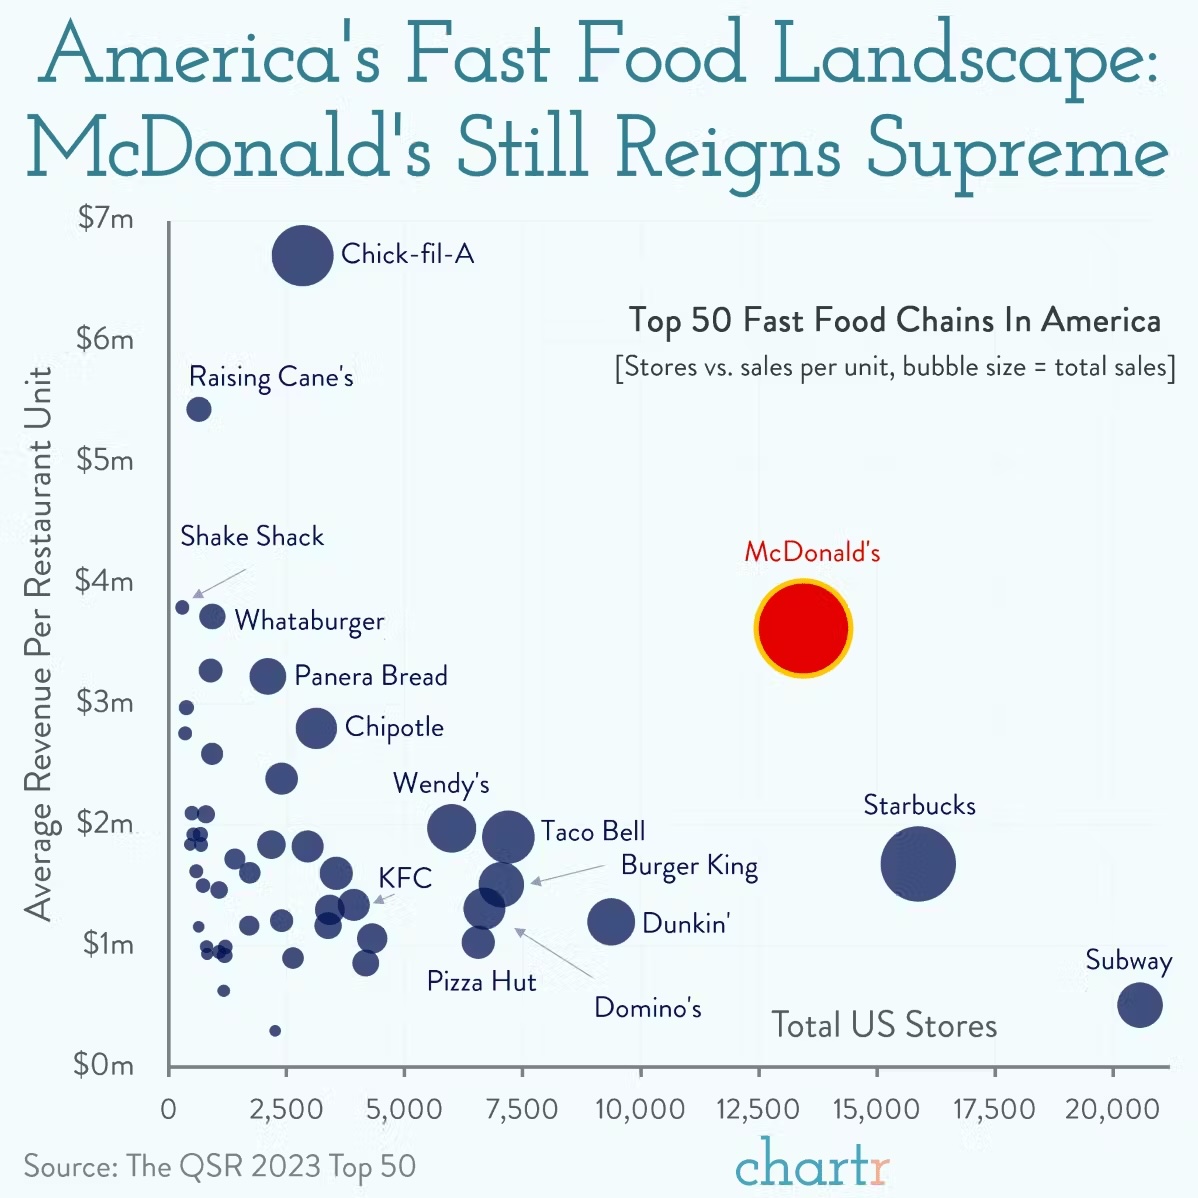 America's Fast Food Landscape:
McDonald's Still Reigns Supreme
$7m
Chick-fil-A
Top 50 Fast Food Chains In America
$6m
[Stores vs. sales per unit, bubble size = total sales]
Raising Cane's
$5m
Average Revenue Per Restaurant Unit
Shake Shack
McDonald's
$4m
Whataburger
Panera Bread
$3m
Chipotle
Wendy's
Starbucks
$2m
Taco Bell
Burger King
KFC
Dunkin'
$1m
Subway
Pizza Hut
Domino's
Total US Stores
$0m
0 2,500 5,000 7,500 10,000 12,500 15,000 17,500 20,000
Source: The QSR 2023 Top 50
chartr